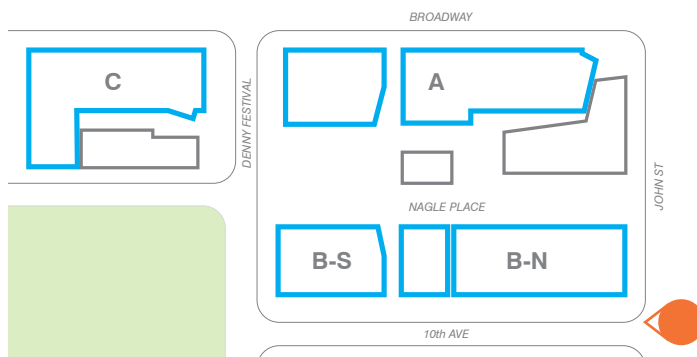 BROADWAY
C
A
DENNY FESTIVAL
JOHN ST
NAGLE PLACE
B-S
B-N
10th AVE